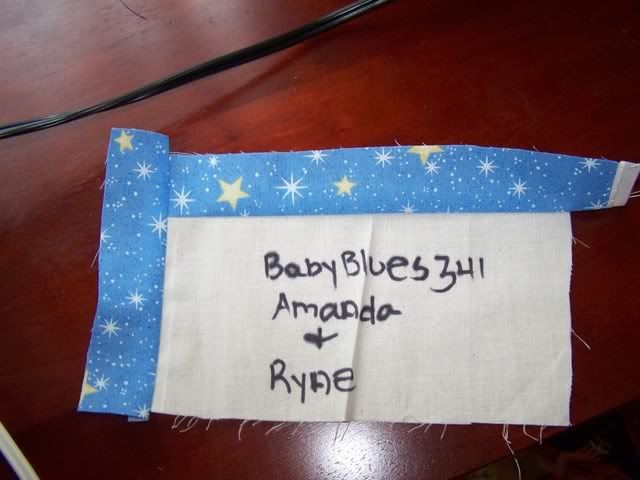 BabyBlues341
Amanda
+
Ryne